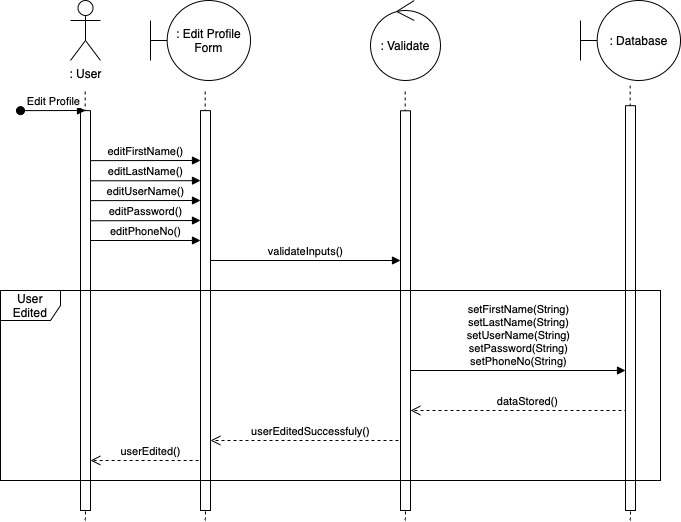 : User
: Edit Profile
Form
: Validate
: Database
Edit Profile
editFirstName()
editLastName()
editUserName()
editPassword()
editPhoneNo()
validateInputs()
User
Edited
setFirstName(String)
setLastName(String)
setUserName(String)
setPassword(String)
setPhoneNo(String)
dataStored()
userEditedSuccessfuly()
userEdited()